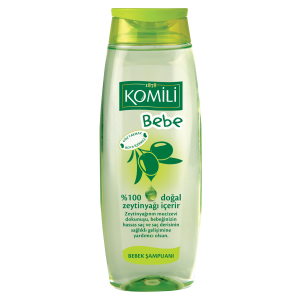 1878
KOMİLİ
Bebe
%100 doğal
zeytinyağı içerir
Zeytinyağının mucizevi
dokunuşu, bebeğinizin
hassas saç ve saç derisinin
sağlıklı gelişimine
yardımcı olsun.
BEBEK ŞAMPUANI